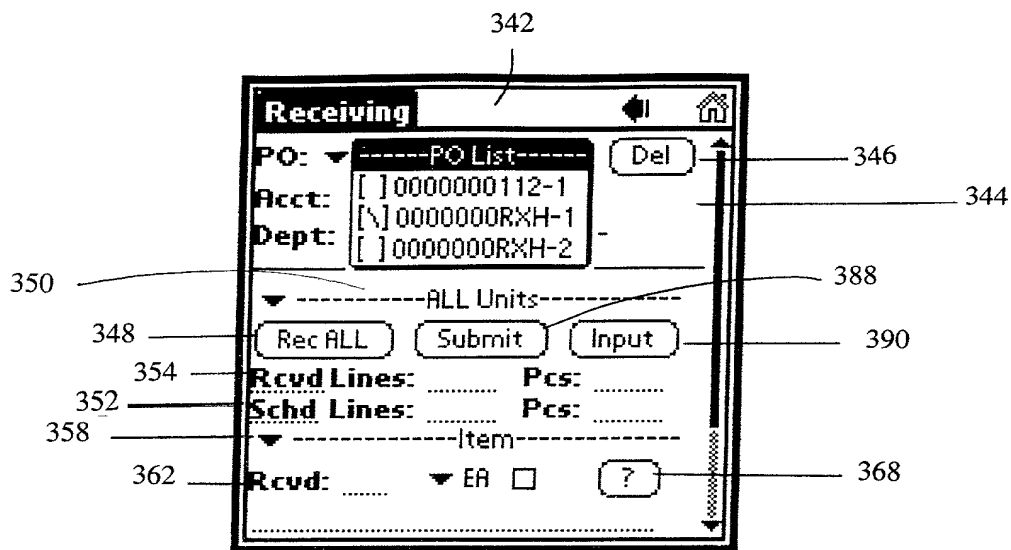 342
Receiving
PO: ------PO List------ Del 346
[ ]0000000112-1
Acct: 344
[\]0000000RXH-1
Dept: -
[ ]0000000RXH-2
350 388
---------ALL Units---------
348 Rec ALL Submit Input 390
354 Rcvd Lines: .......... Pcs: ..........
352 Schd Lines: .......... Pcs: ..........
358 -----------Item-----------
362 Rcvd: ....... EA ? 368